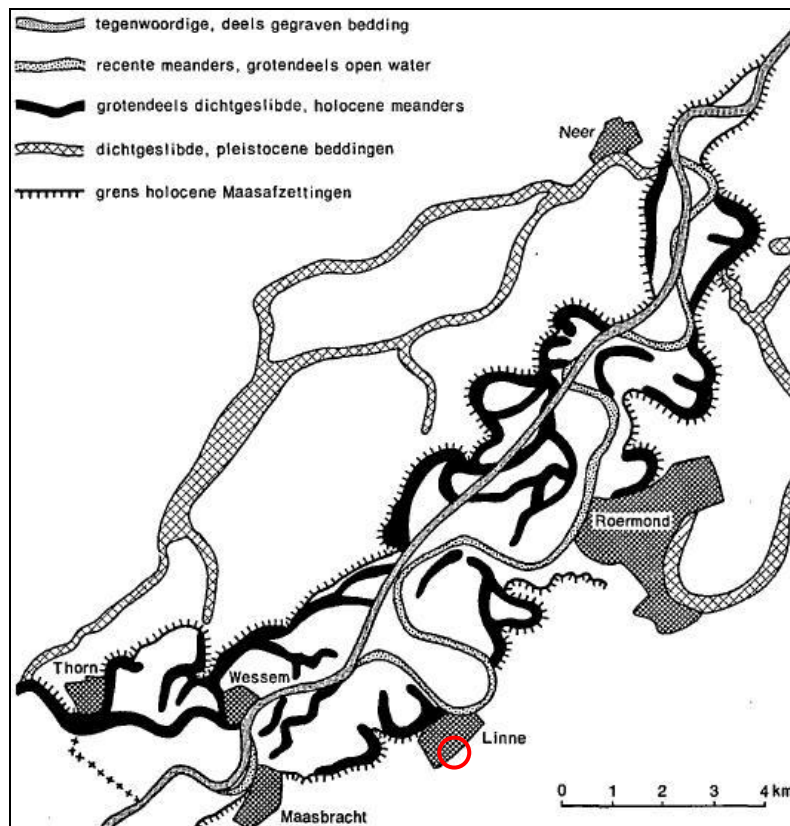 tegenwoordige, deels gegraven bedding
recente meanders, grotendeels open water
grotendeels dichtgeslibde, holocene meanders
dichtgeslibde, pleistocene beddingen
grens holocene Maasafzettingen
Neer
Roermond
Thorn
Wessem
Linne
Maasbracht
0 1 2 3 4 km